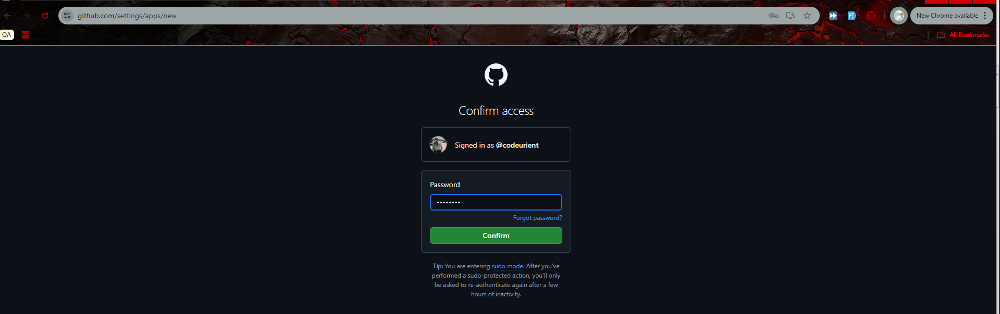 github.com/settings/apps/new
New Chrome available
QA
All Bookmarks
Confirm access
Signed in as @codeurient
Password
••••••••
Forgot password?
Confirm
Tip: You are entering sudo mode. After you've
performed a sudo-protected action, you'll only
be asked to re-authenticate again after a few
hours of inactivity.